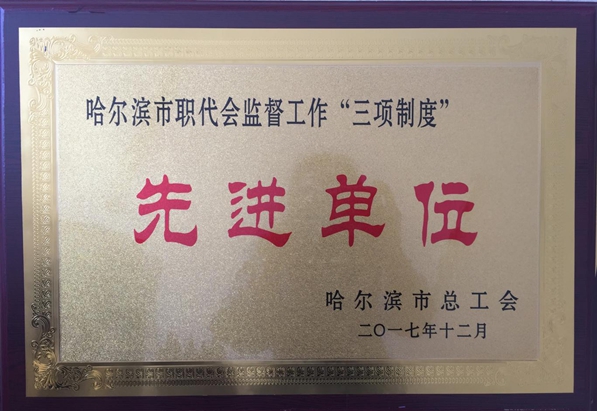 哈尔滨市职代会监督工作“三项制度”
先进单位
哈尔滨市总工会
二〇一七年十二月